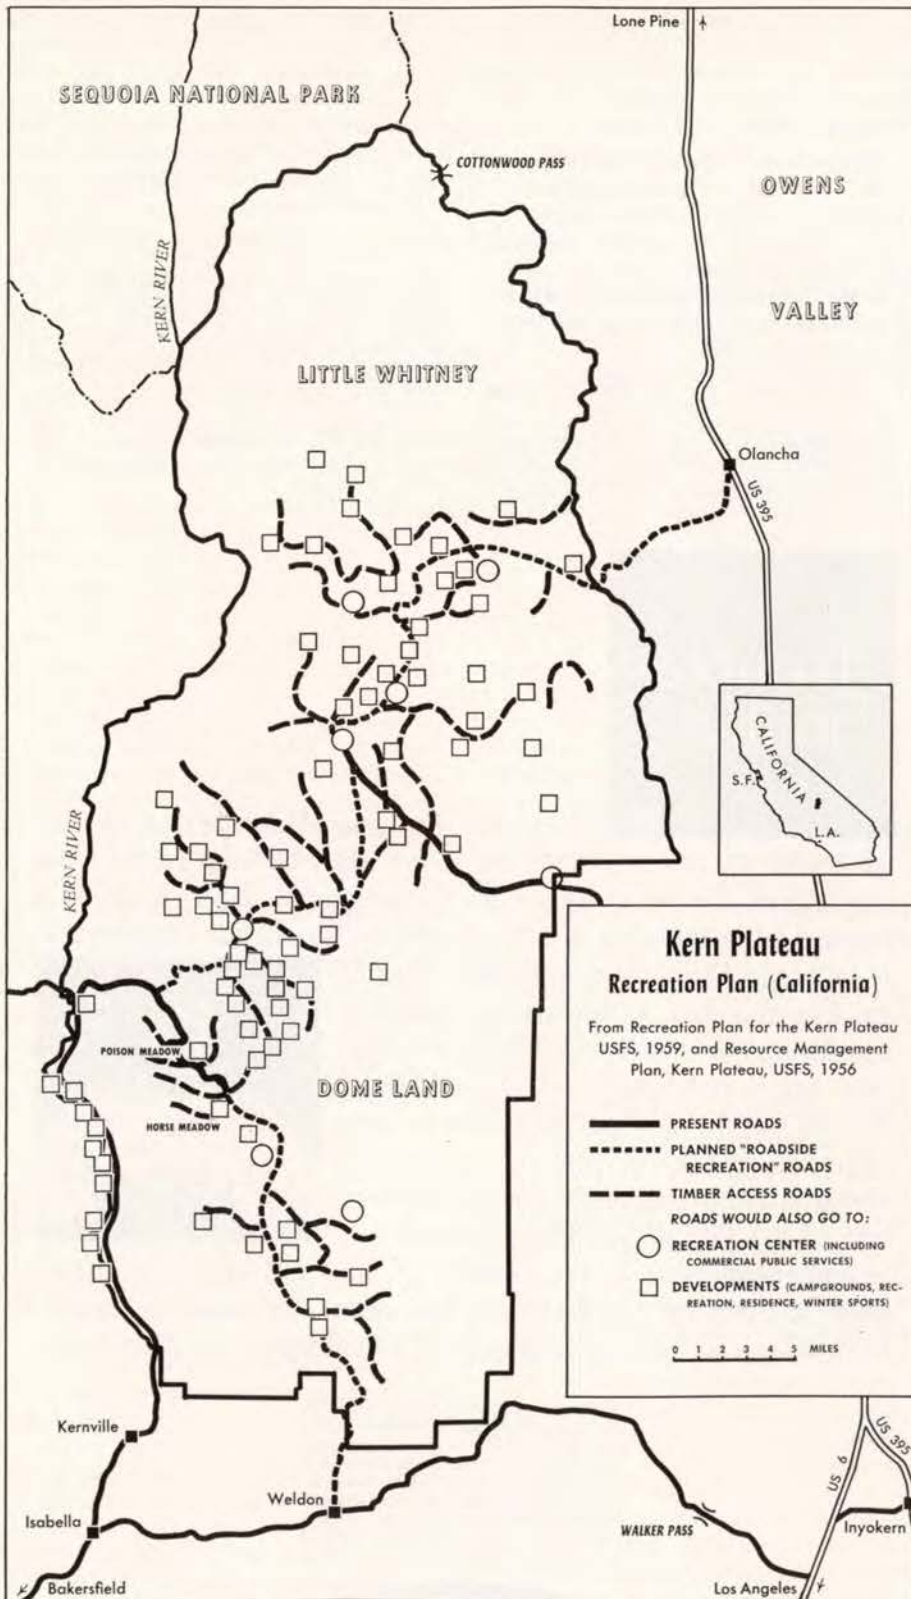 Lone Pine
SEQUOIA NATIONAL PARK
COTTONWOOD PASS
OWENS
VALLEY
KERN RIVER
LITTLE WHITNEY
Olancha
US 395
CALIFORNIA
S.F.
L.A.
KERN RIVER
Kern Plateau
Recreation Plan (California)
From Recreation Plan for the Kern Plateau
USFS, 1959, and Resource Management
Plan, Kern Plateau, USFS, 1956
POISON MEADOW
DOME LAND
HORSE MEADOW
PRESENT ROADS
PLANNED "ROADSIDE
RECREATION" ROADS
TIMBER ACCESS ROADS
ROADS WOULD ALSO GO TO:
RECREATION CENTER (INCLUDING
COMMERCIAL PUBLIC SERVICES)
DEVELOPMENTS (CAMPGROUNDS, REC-
REATION, RESIDENCE, WINTER SPORTS)
0 1 2 3 4 5 MILES
Kernville
US 6
US 395
Weldon
Isabella
WALKER PASS
Inyokern
Bakersfield
Los Angeles